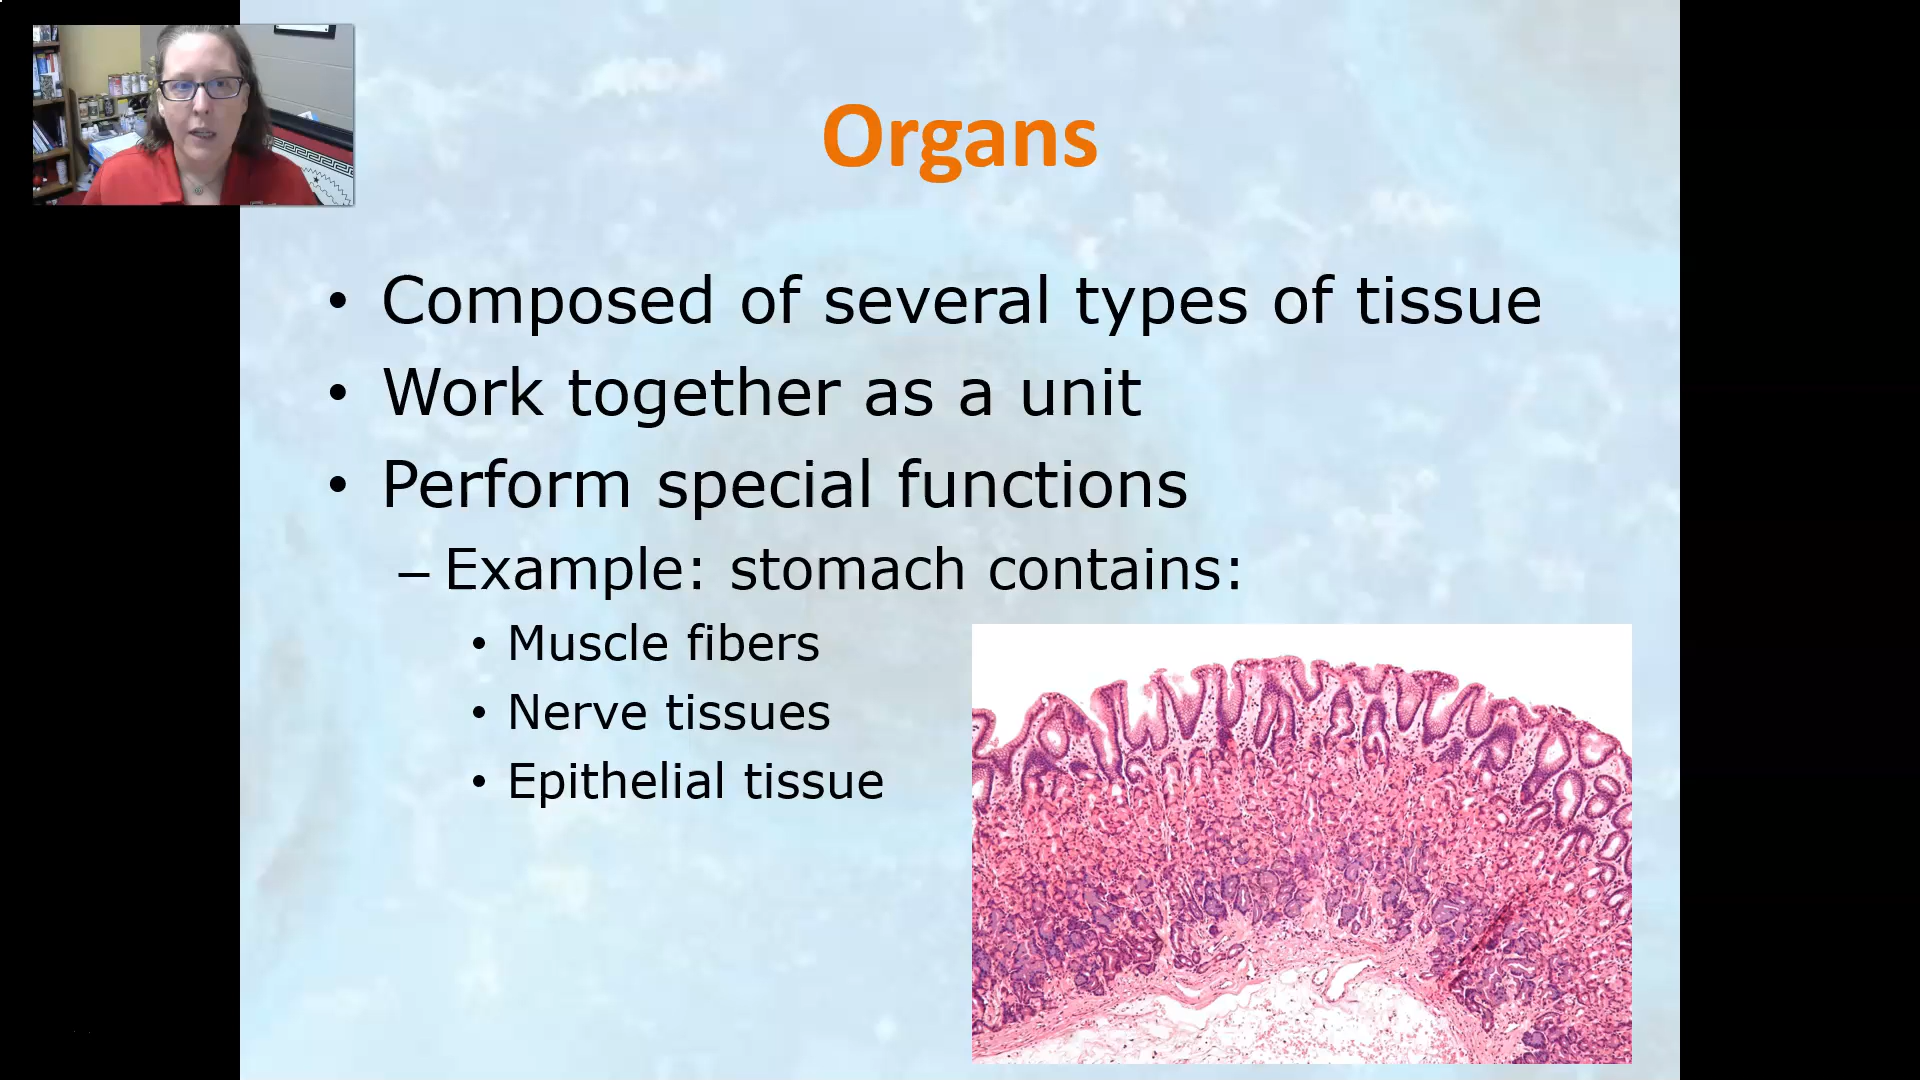 Organs
• Composed of several types of tissue
• Work together as a unit
• Perform special functions
– Example: stomach contains:
• Muscle fibers
• Nerve tissues
• Epithelial tissue